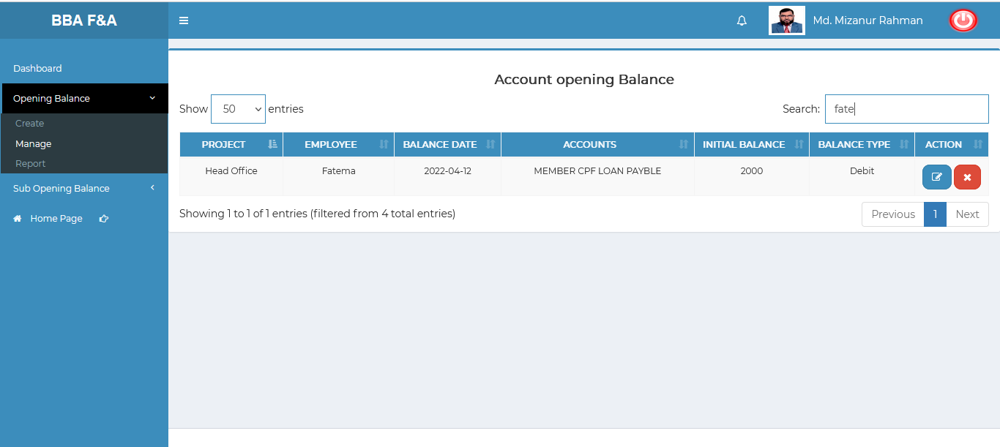 BBA F&A
Md. Mizanur Rahman
Dashboard
Opening Balance
Create
Manage
Report
Sub Opening Balance
Home Page
Account opening Balance
Show 50 entries
Search: fate
PROJECT EMPLOYEE BALANCE DATE ACCOUNTS INITIAL BALANCE BALANCE TYPE ACTION
Head Office Fatema 2022-04-12 MEMBER CPF LOAN PAYBLE 2000 Debit
Showing 1 to 1 of 1 entries (filtered from 4 total entries)
Previous 1 Next